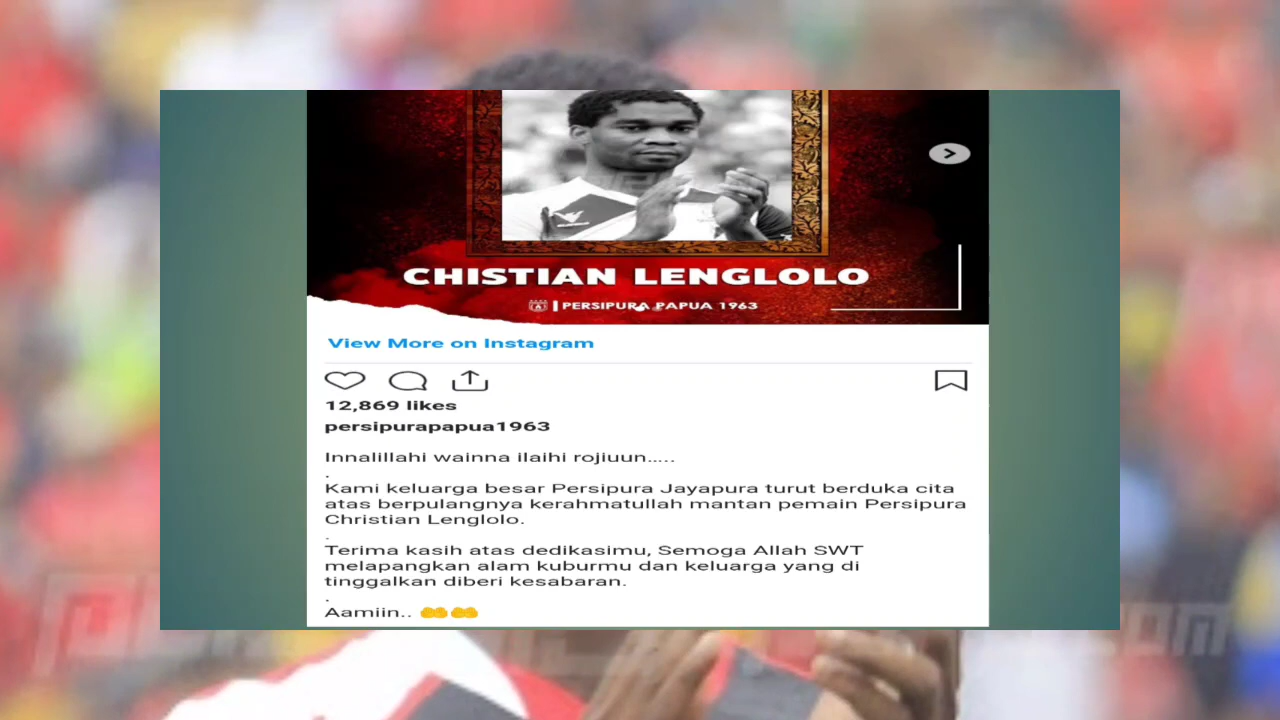 CHISTIAN LENGLOLO
PERSIPURA PAPUA 1963
View More on Instagram
12,869 likes
persipurapapua1963
Innalillahi wainna ilaihi rojiuun.....
.
Kami keluarga besar Persipura Jayapura turut berduka cita
atas berpulangnya kerahmatullah mantan pemain Persipura
Christian Lenglolo.
.
Terima kasih atas dedikasimu, Semoga Allah SWT
melapangkan alam kuburmu dan keluarga yang di
tinggalkan diberi kesabaran.
.
Aamiin.. 🤲🤲